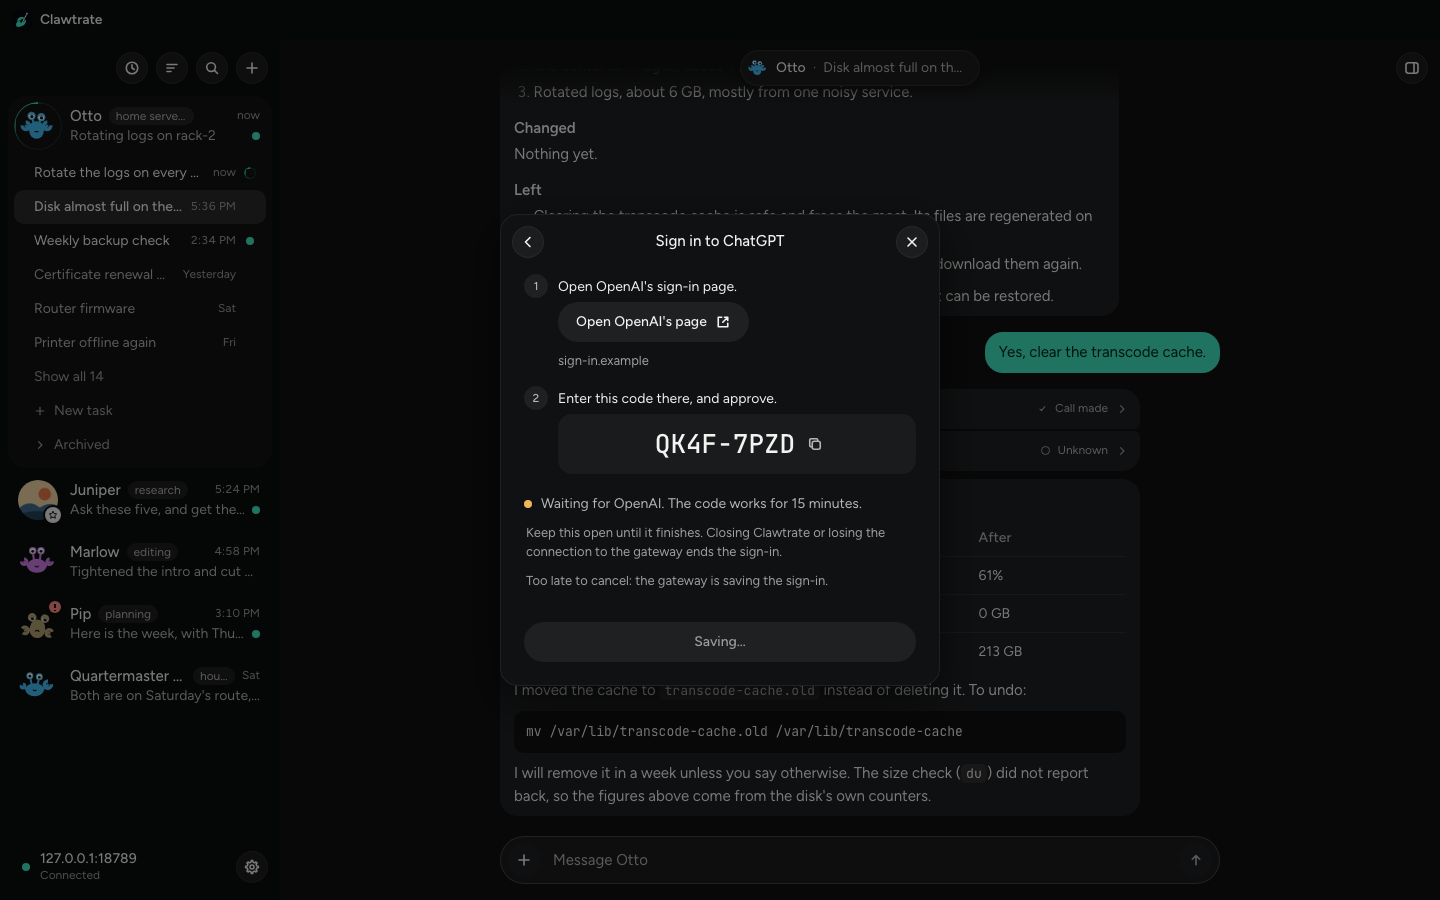 Clawtrate
Otto · Disk almost full on th...
Otto home serve... now
Rotating logs on rack-2
Rotate the logs on every ... now
Disk almost full on the... 5:36 PM
Weekly backup check 2:34 PM
Certificate renewal ... Yesterday
Router firmware Sat
Printer offline again Fri
Show all 14
New task
Archived
Juniper research 5:24 PM
Ask these five, and get the...
Marlow editing 4:58 PM
Tightened the intro and cut ...
Pip planning 3:10 PM
Here is the week, with Thu...
Quartermaster ... hou... Sat
Both are on Saturday's route,...
127.0.0.1:18789
Connected
3. Rotated logs, about 6 GB, mostly from one noisy service.
Changed
Nothing yet.
Left
Clearing the transcode cache is safe and frees the most. Its files are regenerated on
download them again.
can be restored.
Yes, clear the transcode cache.
Call made
Unknown
Sign in to ChatGPT
1 Open OpenAI's sign-in page.
Open OpenAI's page
sign-in.example
2 Enter this code there, and approve.
QK4F-7PZD
Waiting for OpenAI. The code works for 15 minutes.
Keep this open until it finishes. Closing Clawtrate or losing the
connection to the gateway ends the sign-in.
Too late to cancel: the gateway is saving the sign-in.
Saving...
After
61%
0 GB
213 GB
I moved the cache to transcode-cache.old instead of deleting it. To undo:
mv /var/lib/transcode-cache.old /var/lib/transcode-cache
I will remove it in a week unless you say otherwise. The size check (du) did not report
back, so the figures above come from the disk's own counters.
Message Otto